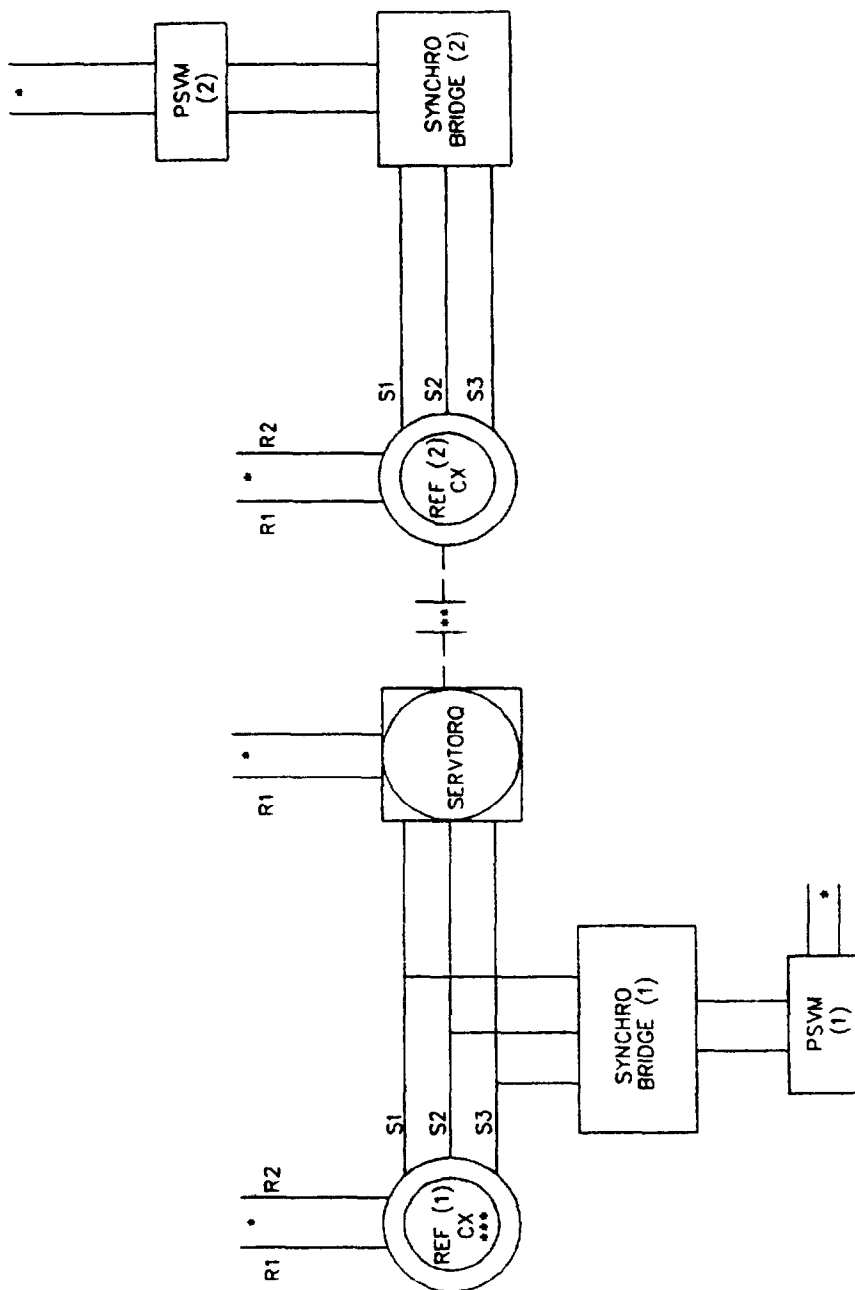 *
PSVM
(2)
SYNCHRO
BRIDGE (2)
R1
*
R2
S1
S2
S3
REF (2)
CX
**
R1
*
SERVTORQ
R1
*
R2
S1
S2
S3
REF (1)
CX
***
SYNCHRO
BRIDGE (1)
PSVM
(1)
*